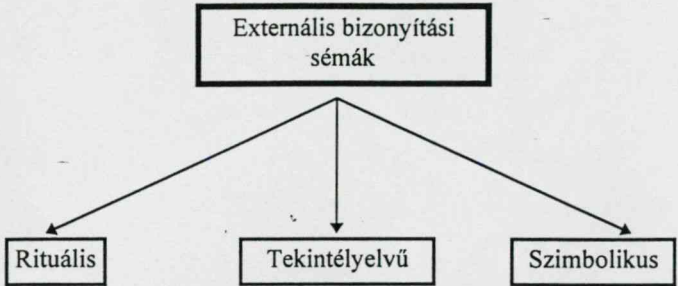 Externális bizonyítási
sémák
Rituális
Tekintélyelvű
Szimbolikus